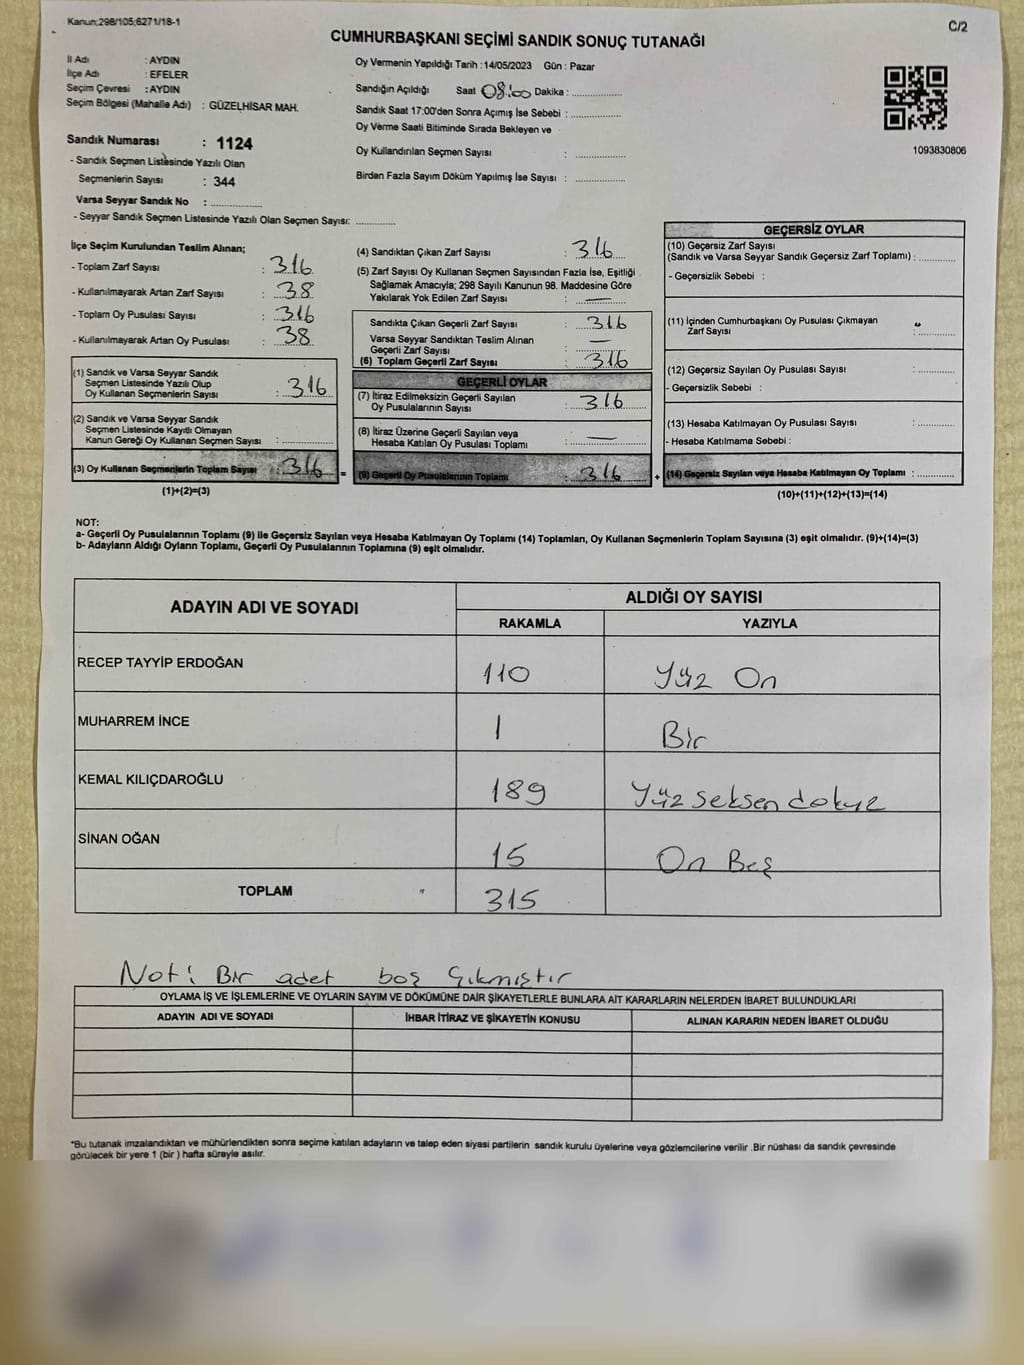 Kanun;298/105;6271/18-1
C/2
CUMHURBAŞKANI SEÇİMİ SANDIK SONUÇ TUTANAĞI
İl Adı : AYDIN
İlçe Adı : EFELER
Seçim Çevresi : AYDIN
Seçim Bölgesi (Mahalle Adı) : GÜZELHİSAR MAH.
Sandık Numarası : 1124
- Sandık Seçmen Listesinde Yazılı Olan
Seçmenlerin Sayısı : 344
Varsa Seyyar Sandık No : ..................
- Seyyar Sandık Seçmen Listesinde Yazılı Olan Seçmen Sayısı: ..............
Oy Vermenin Yapıldığı Tarih : 14/05/2023 Gün : Pazar
Sandığın Açıldığı Saat 08:00 Dakika : ..................
Sandık Saat 17:00'den Sonra Açımış İse Sebebi : ..................
Oy Verme Saati Bitiminde Sırada Bekleyen ve
Oy Kullandırılan Seçmen Sayısı : ..................
Birden Fazla Sayım Döküm Yapılmış İse Sayısı : ..................
1093830806
İlçe Seçim Kurulundan Teslim Alınan;
- Toplam Zarf Sayısı : 316
- Kullanılmayarak Artan Zarf Sayısı : 38
- Toplam Oy Pusulası Sayısı : 316
- Kullanılmayarak Artan Oy Pusulası : 38
(1) Sandık ve Varsa Seyyar Sandık
Seçmen Listesinde Yazılı Olup
Oy Kullanan Seçmenlerin Sayısı : 316
(2) Sandık ve Varsa Seyyar Sandık
Seçmen Listesinde Kayıtlı Olmayan
Kanun Gereği Oy Kullanan Seçmen Sayısı : ..................
(3) Oy Kullanan Seçmenlerin Toplam Sayısı : 316 =
(1)+(2)=(3)
(4) Sandıktan Çıkan Zarf Sayısı : 316
(5) Zarf Sayısı Oy Kullanan Seçmen Sayısından Fazla İse, Eşitliği
Sağlamak Amacıyla; 298 Sayılı Kanunun 98. Maddesine Göre
Yakılarak Yok Edilen Zarf Sayısı : —
Sandıkta Çıkan Geçerli Zarf Sayısı : 316
Varsa Seyyar Sandıktan Teslim Alınan
Geçerli Zarf Sayısı : —
(6) Toplam Geçerli Zarf Sayısı : 316
GEÇERLİ OYLAR
(7) İtiraz Edilmeksizin Geçerli Sayılan
Oy Pusulalarının Sayısı : 316
(8) İtiraz Üzerine Geçerli Sayılan veya
Hesaba Katılan Oy Pusulası Toplamı : —
(9) Geçerli Oy Pusulalarının Toplamı : 316 +
GEÇERSİZ OYLAR
(10) Geçersiz Zarf Sayısı
(Sandık ve Varsa Seyyar Sandık Geçersiz Zarf Toplamı) : ............
- Geçersizlik Sebebi :
(11) İçinden Cumhurbaşkanı Oy Pusulası Çıkmayan
Zarf Sayısı : ............
(12) Geçersiz Sayılan Oy Pusulası Sayısı : ............
- Geçersizlik Sebebi :
(13) Hesaba Katılmayan Oy Pusulası Sayısı : ............
- Hesaba Katılmama Sebebi :
(14) Geçersiz Sayılan veya Hesaba Katılmayan Oy Toplamı : ............
(10)+(11)+(12)+(13)=(14)
NOT:
a- Geçerli Oy Pusulalarının Toplamı (9) ile Geçersiz Sayılan veya Hesaba Katılmayan Oy Toplamı (14) Toplamları, Oy Kullanan Seçmenlerin Toplam Sayısına (3) eşit olmalıdır. (9)+(14)=(3)
b- Adayların Aldığı Oyların Toplamı, Geçerli Oy Pusulalarının Toplamına (9) eşit olmalıdır.
ADAYIN ADI VE SOYADI ALDIĞI OY SAYISI
RAKAMLA YAZIYLA
RECEP TAYYİP ERDOĞAN 110 Yüz On
MUHARREM İNCE 1 Bir
KEMAL KILIÇDAROĞLU 189 Yüz seksen dokuz
SİNAN OĞAN 15 On Beş
TOPLAM 315
Not: Bir adet boş çıkmıştır
OYLAMA İŞ VE İŞLEMLERİNE VE OYLARIN SAYIM VE DÖKÜMÜNE DAİR ŞİKAYETLERLE BUNLARA AİT KARARLARIN NELERDEN İBARET BULUNDUKLARI
ADAYIN ADI VE SOYADI İHBAR İTİRAZ VE ŞİKAYETİN KONUSU ALINAN KARARIN NEDEN İBARET OLDUĞU
*Bu tutanak imzalandıktan ve mühürlendikten sonra seçime katılan adayların ve talep eden siyasi partilerin sandık kurulu üyelerine veya gözlemcilerine verilir .Bir nüshası da sandık çevresinde
görülecek bir yere 1 (bir ) hafta süreyle asılır.